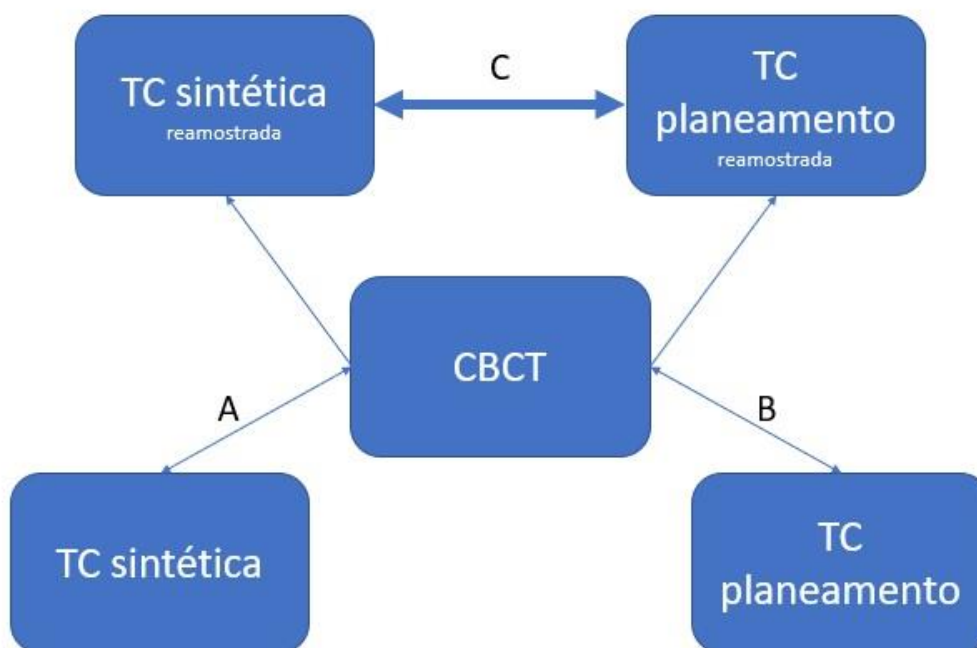 TC sintética
reamostrada
C
TC
planeamento
reamostrada
CBCT
A
B
TC sintética
TC
planeamento